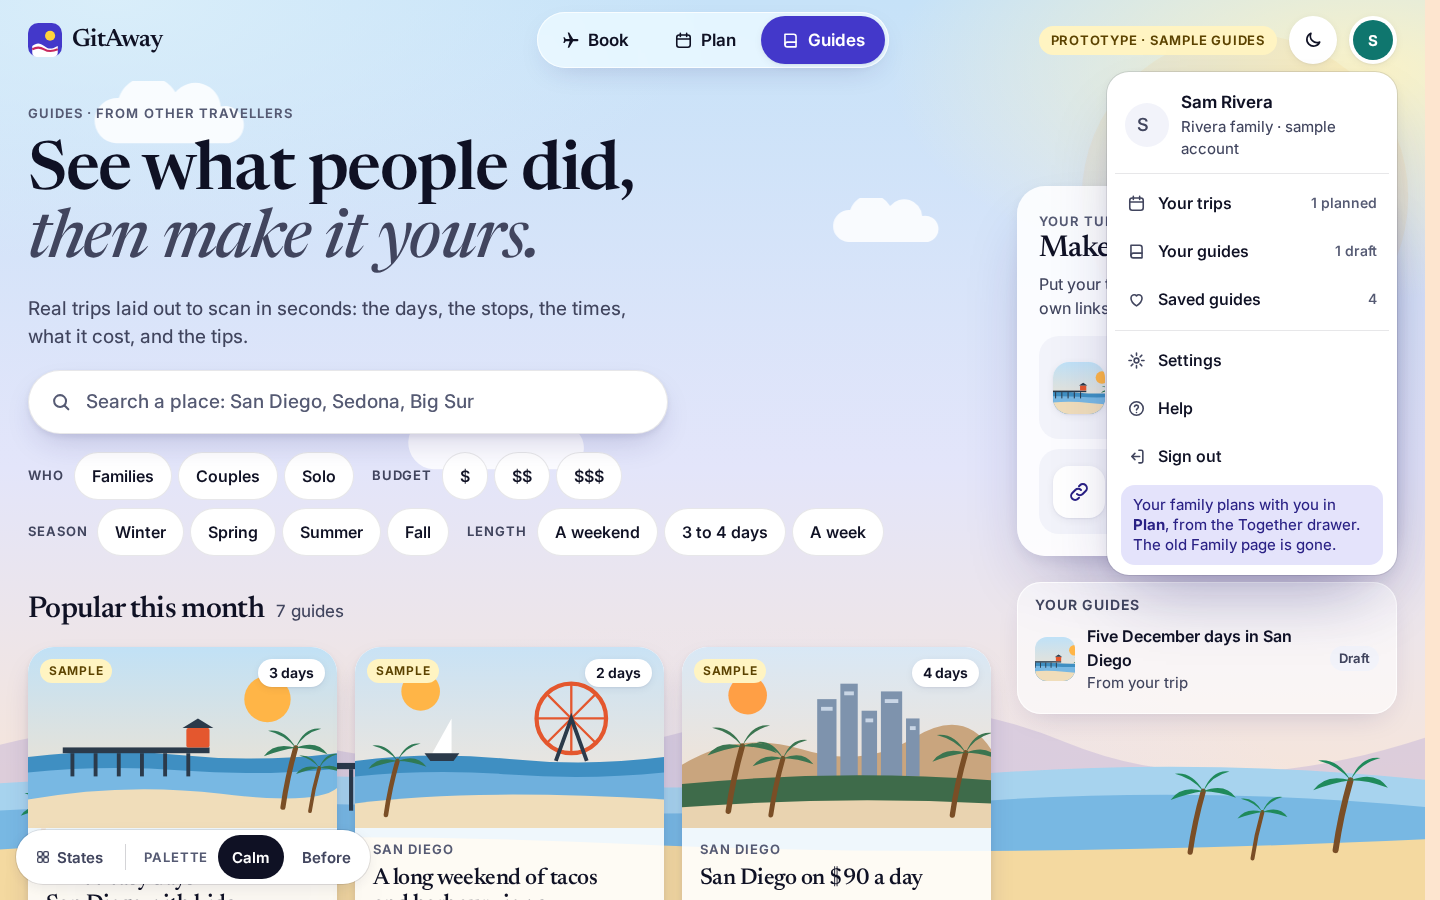 GitAway
Book
Plan
Guides
PROTOTYPE · SAMPLE GUIDES
S
GUIDES · FROM OTHER TRAVELLERS
See what people did,
then make it yours.
Real trips laid out to scan in seconds: the days, the stops, the times,
what it cost, and the tips.
Search a place: San Diego, Sedona, Big Sur
WHO
Families
Couples
Solo
BUDGET
$
$$
$$$
SEASON
Winter
Spring
Summer
Fall
LENGTH
A weekend
3 to 4 days
A week
S
Sam Rivera
Rivera family · sample
account
Your trips
1 planned
Your guides
1 draft
Saved guides
4
Settings
Help
Sign out
Your family plans with you in
Plan, from the Together drawer.
The old Family page is gone.
YOUR
Make
Put your
own links
YOUR GUIDES
Five December days in San
Diego
From your trip
Draft
Popular this month
7 guides
SAMPLE
3 days
SAMPLE
2 days
SAMPLE
4 days
SAN DIEGO
A long weekend of tacos
SAN DIEGO
San Diego on $90 a day
States
PALETTE
Calm
Before